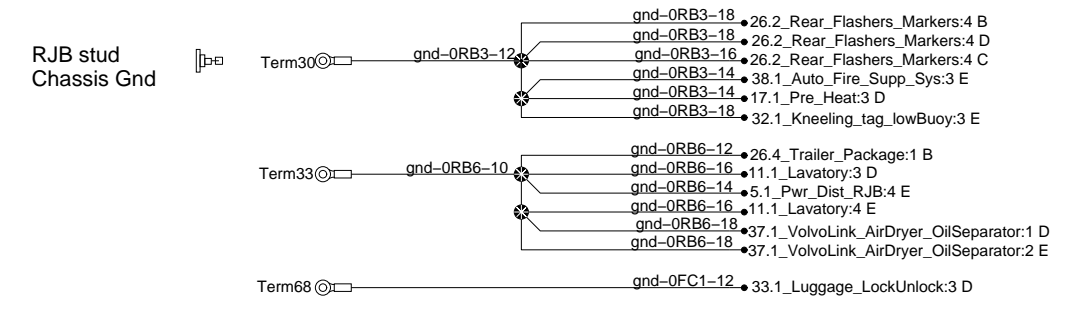 gnd–0RB3–18 26.2_Rear_Flashers_Markers:4 B
gnd–0RB3–18 26.2_Rear_Flashers_Markers:4 D
RJB stud
Chassis Gnd
Term30 gnd–0RB3–12 gnd–0RB3–16 26.2_Rear_Flashers_Markers:4 C
gnd–0RB3–14 38.1_Auto_Fire_Supp_Sys:3 E
gnd–0RB3–14 17.1_Pre_Heat:3 D
gnd–0RB3–18 32.1_Kneeling_tag_lowBuoy:3 E
gnd–0RB6–12 26.4_Trailer_Package:1 B
Term33 gnd–0RB6–10 gnd–0RB6–16 11.1_Lavatory:3 D
gnd–0RB6–14 5.1_Pwr_Dist_RJB:4 E
gnd–0RB6–16 11.1_Lavatory:4 E
gnd–0RB6–18 37.1_VolvoLink_AirDryer_OilSeparator:1 D
gnd–0RB6–18 37.1_VolvoLink_AirDryer_OilSeparator:2 E
Term68 gnd–0FC1–12 33.1_Luggage_LockUnlock:3 D